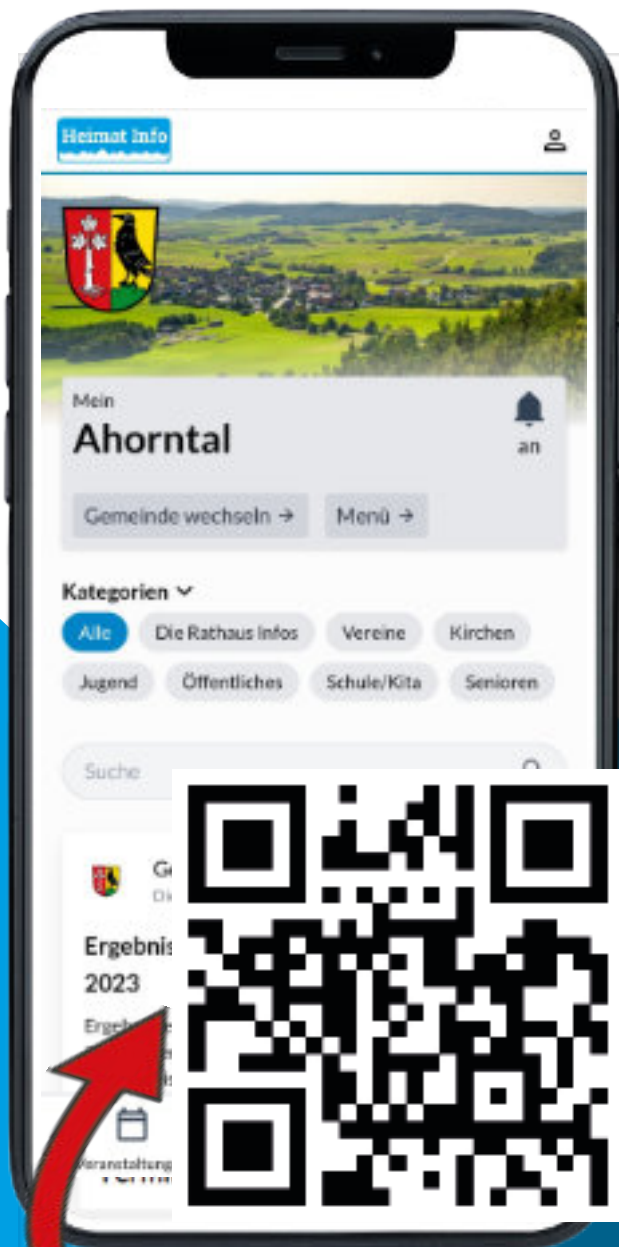 Heimat Info
Mein
Ahorntal
an
Gemeinde wechseln →
Menü →
Kategorien
Alle
Die Rathaus Infos
Vereine
Kirchen
Jugend
Öffentliches
Schule/Kita
Senioren
Suche
2023